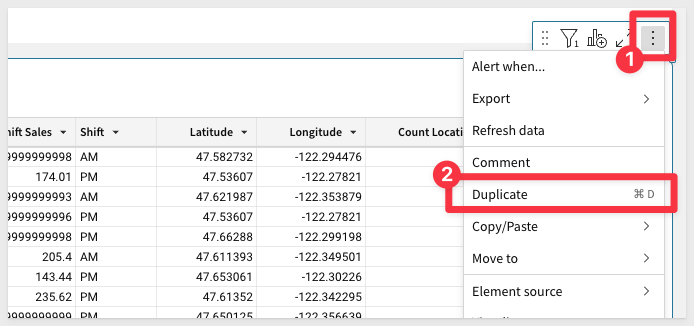 1
1
Alert when...
Export
Refresh data
Comment
2
Duplicate ⌘ D
Copy/Paste
Move to
Element source
Shift Sales Shift Latitude Longitude Count Locati
9999999998 AM 47.582732 -122.294476
174.01 PM 47.53607 -122.27821
9999999993 AM 47.621987 -122.353879
9999999996 PM 47.53607 -122.27821
9999999998 PM 47.66288 -122.299198
205.4 AM 47.611393 -122.349501
143.44 PM 47.653061 -122.30226
235.62 PM 47.61352 -122.342295
9999999999 PM 47.650125 -122.356639